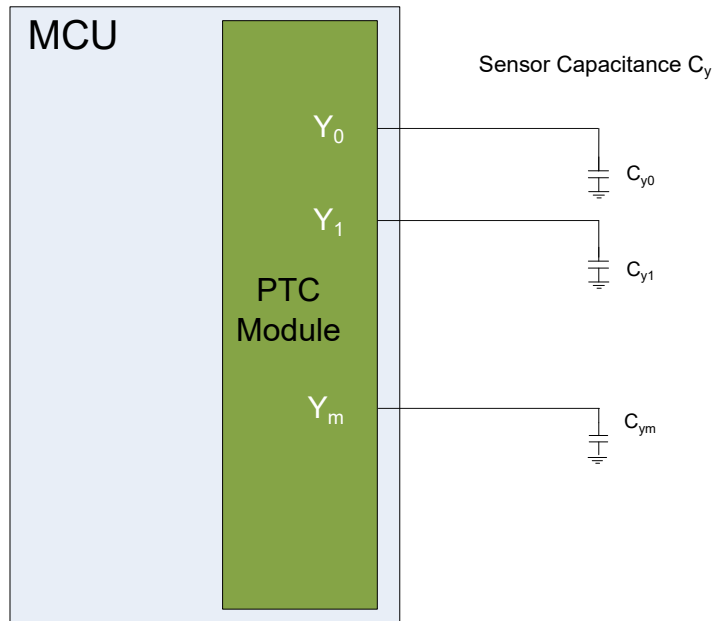 MCU
Sensor Capacitance Cy
Y0
Cy0
Y1
Cy1
PTC
Module
Ym
Cym